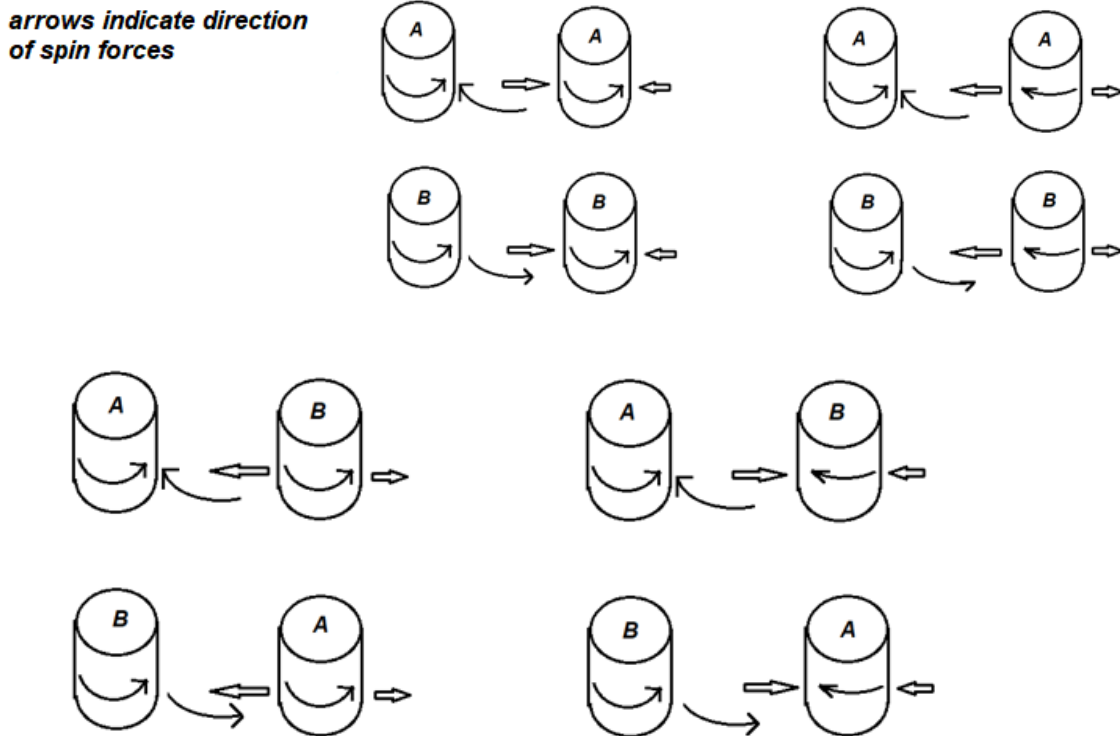 arrows indicate direction
of spin forces
A A A A
B B B B
A B A B
B A B A